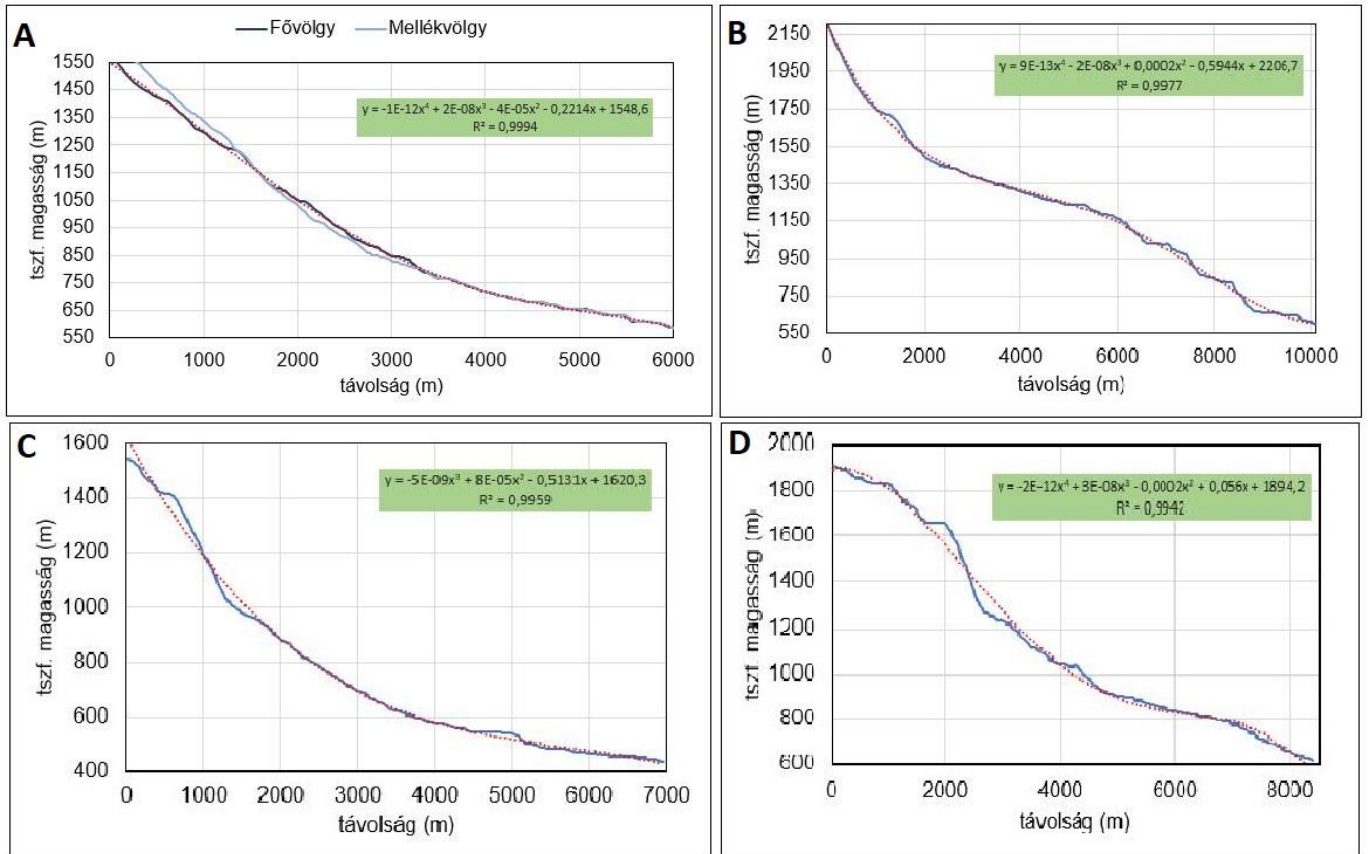 A
Fővölgy Mellékvölgy
1550
1450
1350
1250
1150
1050
950
850
750
650
550
tszf. magasság (m)
y = -1E-12x⁴ + 2E-08x³ - 4E-05x² - 0,2214x + 1548,6
R² = 0,9994
0 1000 2000 3000 4000 5000 6000
távolság (m)
B
2150
1950
1750
1550
1350
1150
950
750
550
tszf. magasság (m)
y = 9E-13x⁴ - 2E-08x³ + 0,0002x² - 0,5944x + 2206,7
R² = 0,9977
0 2000 4000 6000 8000 10000
távolság (m)
C
1600
1400
1200
1000
800
600
400
tszf. magasság (m)
y = -5E-09x³ + 8E-05x² - 0,5131x + 1620,3
R² = 0,9959
0 1000 2000 3000 4000 5000 6000 7000
távolság (m)
D
2000
1800
1600
1400
1200
1000
800
600
tszf. magasság (m)
y = -2E-12x⁴ + 3E-08x³ - 0,0002x² + 0,056x + 1894,2
R² = 0,9942
0 2000 4000 6000 8000
távolság (m)